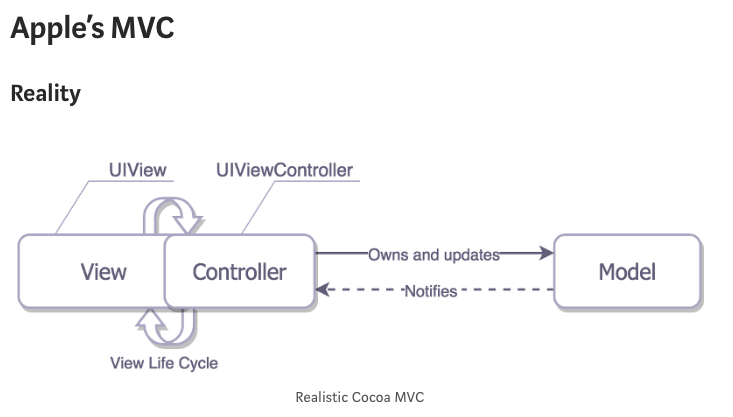 Apple’s MVC
Reality
UIView
UIViewController
View
Controller
Owns and updates
Notifies
Model
View Life Cycle
Realistic Cocoa MVC